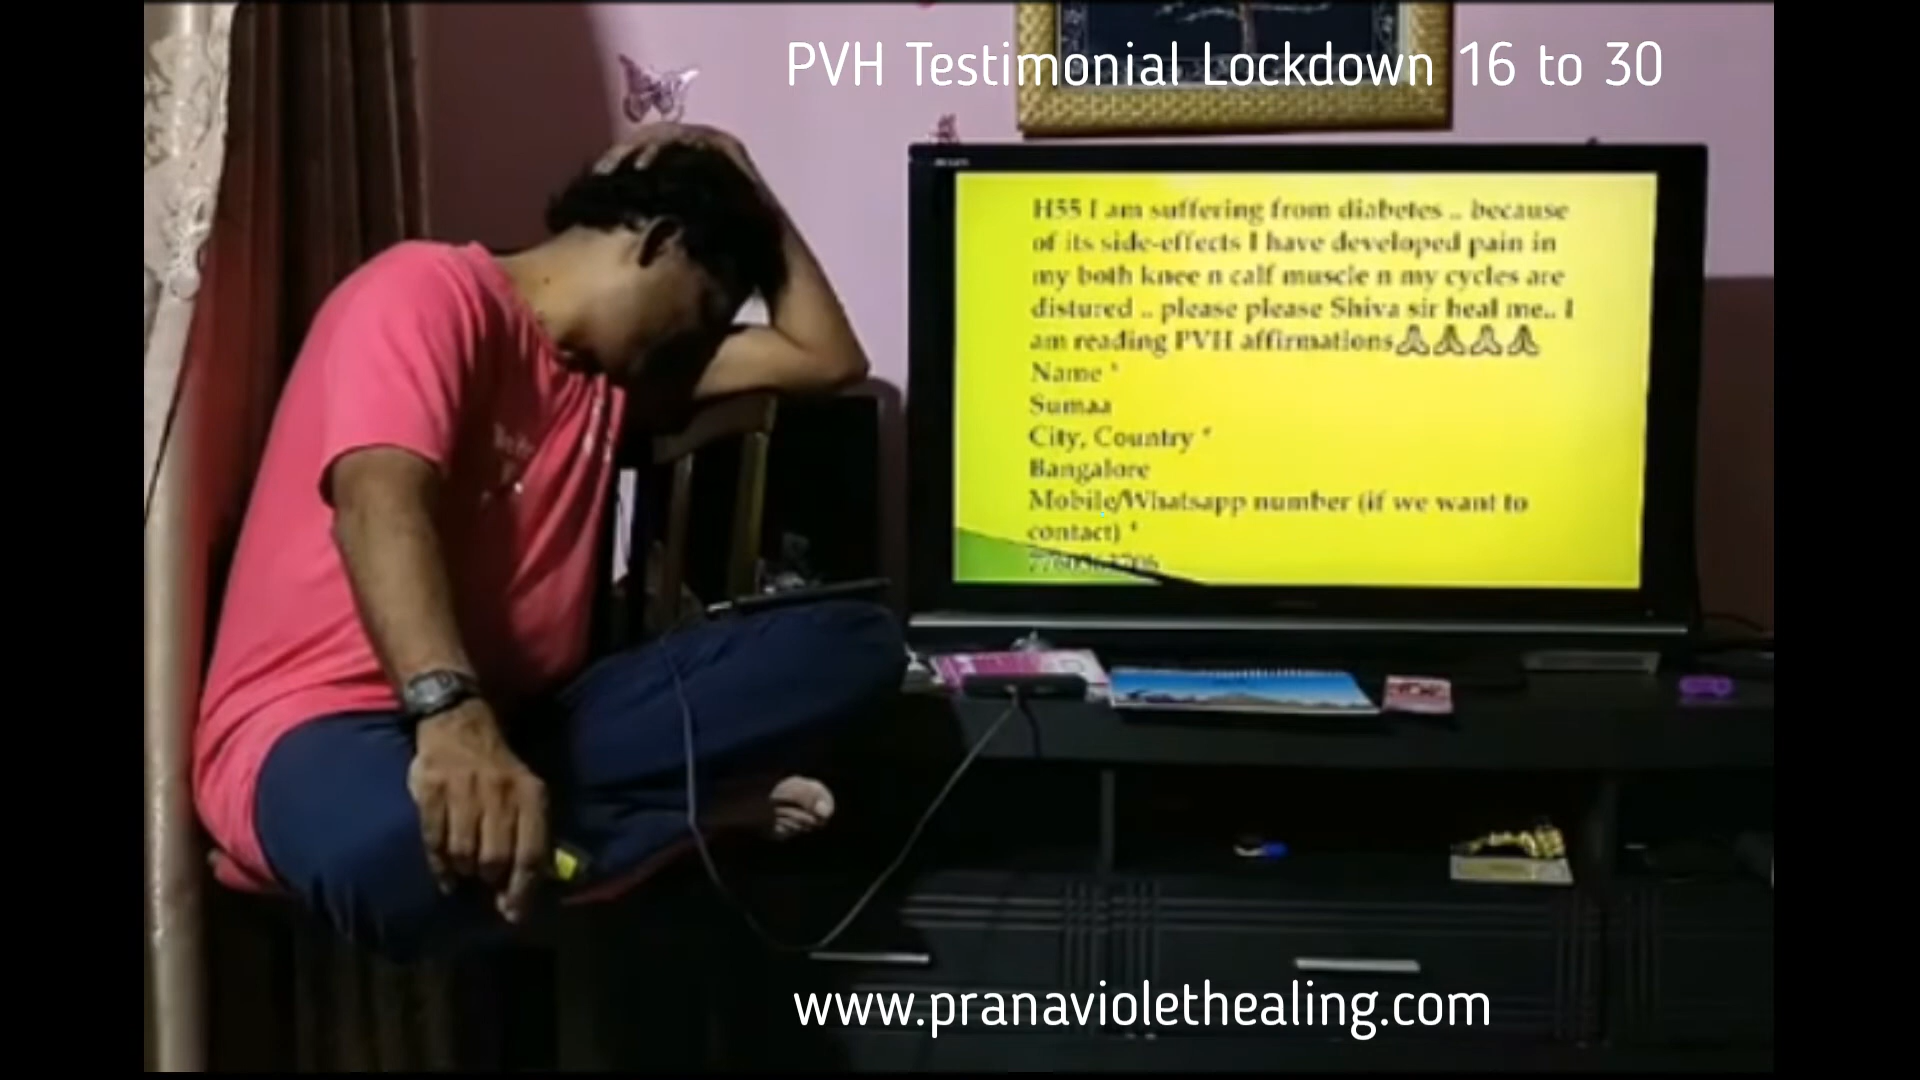 PVH Testimonial Lockdown 16 to 30
H55 I am suffering from diabetes .. because
of its side-effects I have developed pain in
my both knee n calf muscle n my cycles are
distured .. please please Shiva sir heal me.. I
am reading PVH affirmations🙏🙏🙏🙏
Name *
Sumaa
City, Country *
Bangalore
Mobile/Whatsapp number (if we want to
contact) *
www.pranaviolethealing.com